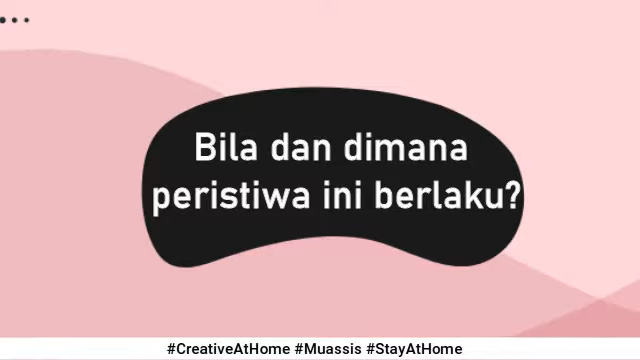 Bila dan dimana
peristiwa ini berlaku?
#CreativeAtHome #Muassis #StayAtHome